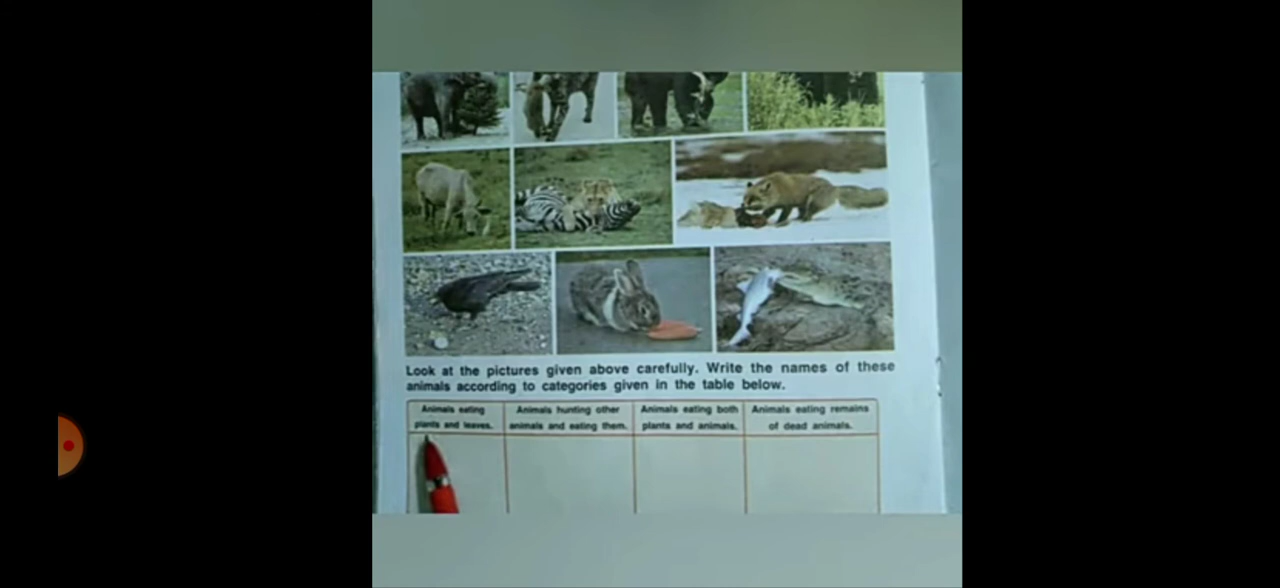 Look at the pictures given above carefully. Write the names of these
animals according to categories given in the table below.
Animals eating
plants and leaves.
Animals hunting other
animals and eating them.
Animals eating both
plants and animals.
Animals eating remains
of dead animals.